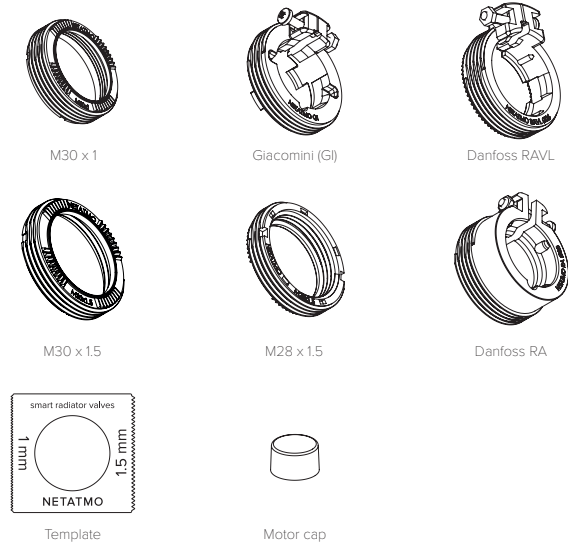 M30 x 1
Giacomini (GI)
Danfoss RAVL
NETATMO
M30 x 1.5
M28 x 1.5
Danfoss RA
smart radiator valves
1 mm
1.5 mm
NETATMO
Template
Motor cap